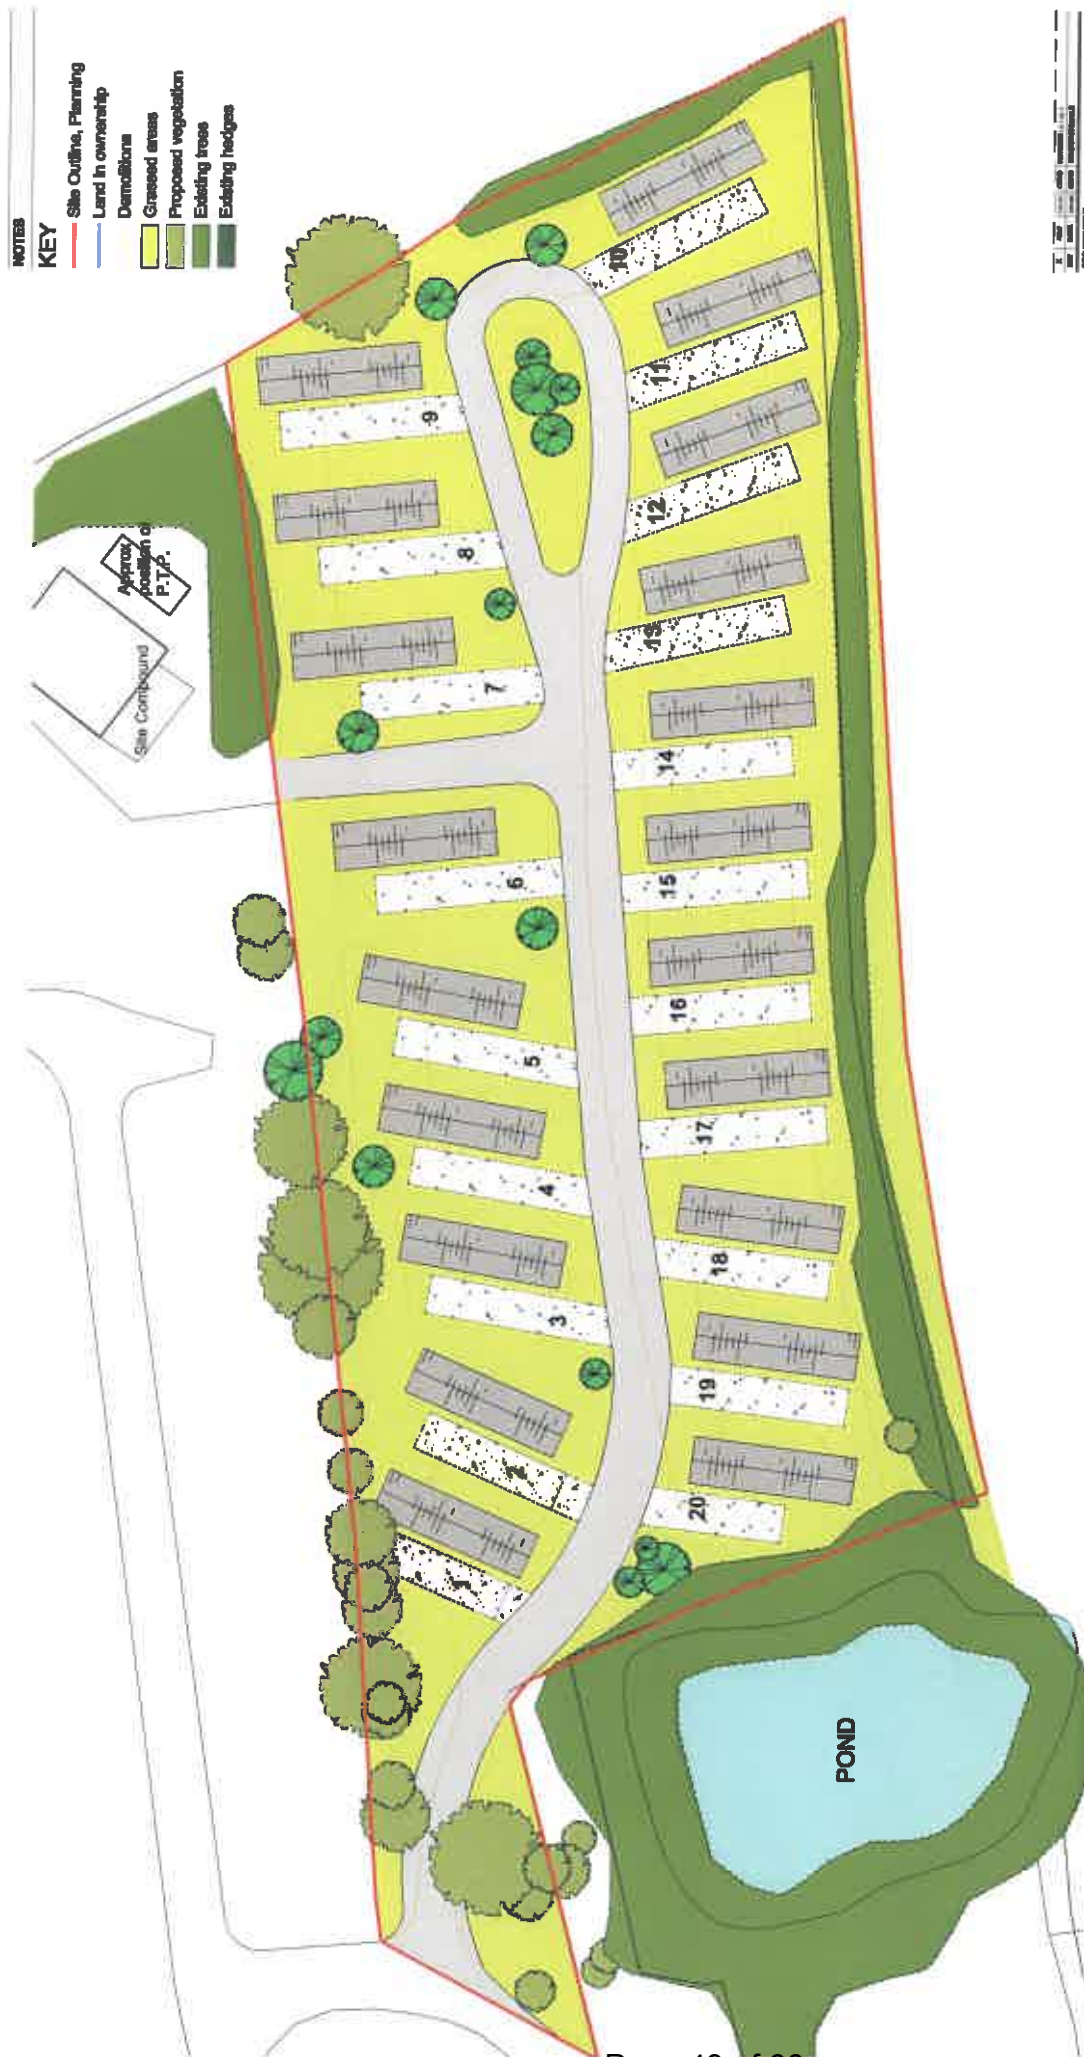 NOTES
KEY
Site Outline, Planning
Land in ownership
Demolitions
Grassed areas
Proposed vegetation
Existing trees
Existing hedges
Approx
position of
P.T.P.
Site Compound
1
2
3
4
5
6
7
8
9
10
11
12
13
14
15
16
17
18
19
20
POND